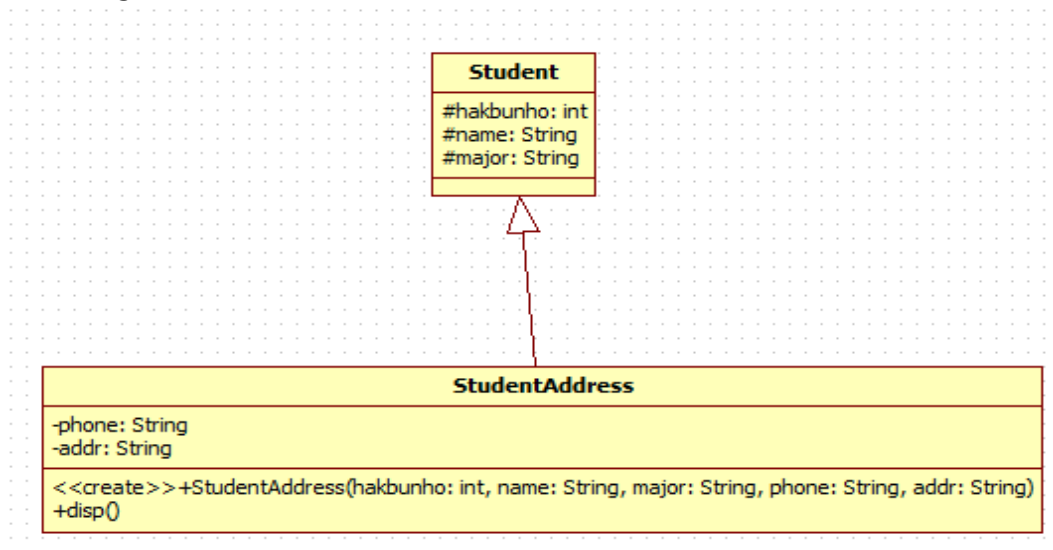 Student
#hakbunho: int
#name: String
#major: String
StudentAddress
-phone: String
-addr: String
<<create>>+StudentAddress(hakbunho: int, name: String, major: String, phone: String, addr: String)
+disp()